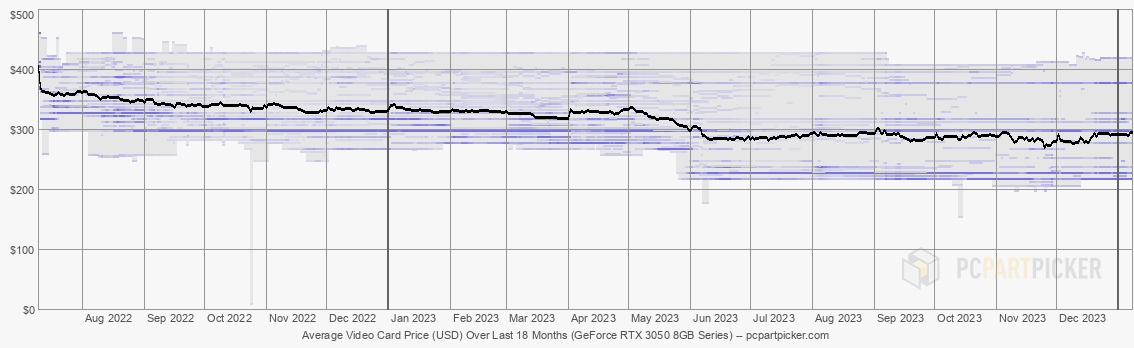 $500
$400
$300
$200
$100
$0
Aug 2022 Sep 2022 Oct 2022 Nov 2022 Dec 2022 Jan 2023 Feb 2023 Mar 2023 Apr 2023 May 2023 Jun 2023 Jul 2023 Aug 2023 Sep 2023 Oct 2023 Nov 2023 Dec 2023
Average Video Card Price (USD) Over Last 18 Months (GeForce RTX 3050 8GB Series) -- pcpartpicker.com
PCPARTPICKER